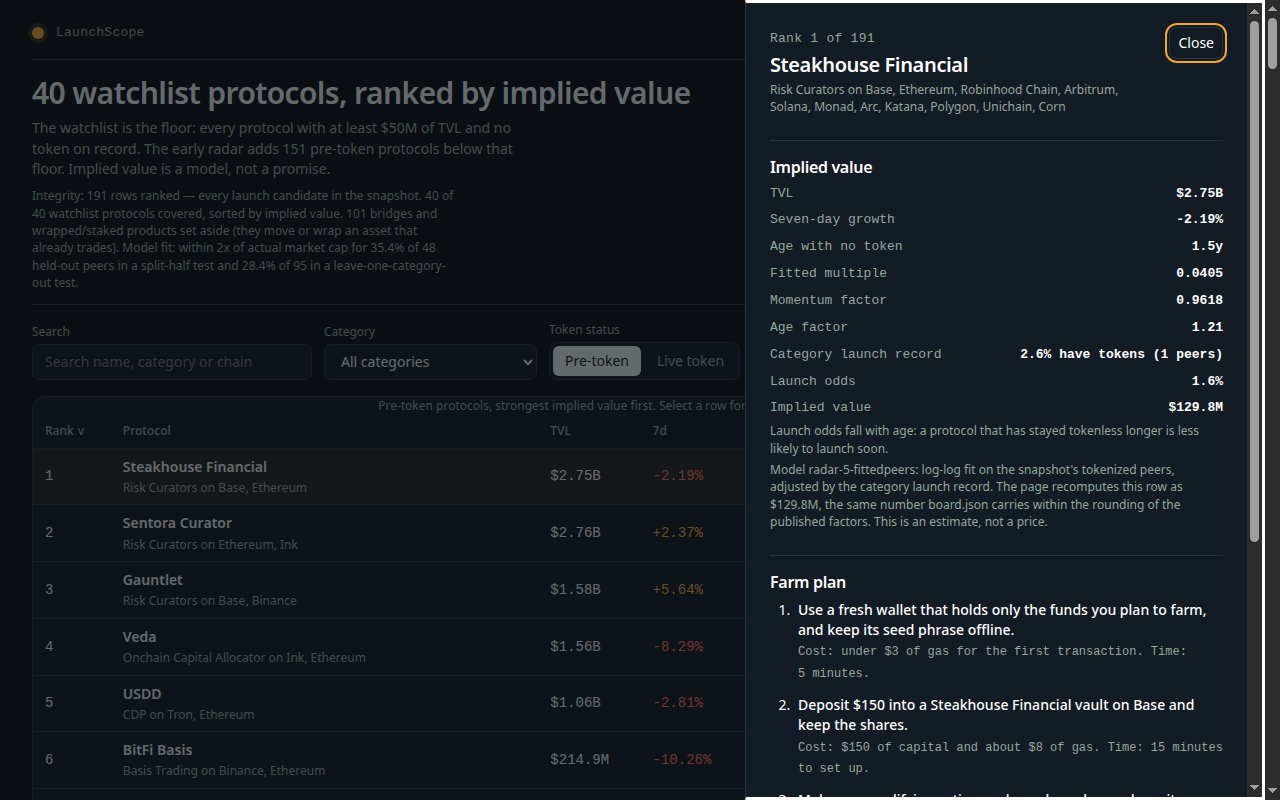 LaunchScope
40 watchlist protocols, ranked by implied value
The watchlist is the floor: every protocol with at least $50M of TVL and no
token on record. The early radar adds 151 pre-token protocols below that
floor. Implied value is a model, not a promise.
Integrity: 191 rows ranked — every launch candidate in the snapshot. 40 of
40 watchlist protocols covered, sorted by implied value. 101 bridges and
wrapped/staked products set aside (they move or wrap an asset that
already trades). Model fit: within 2x of actual market cap for 35.4% of 48
held-out peers in a split-half test and 28.4% of 95 in a leave-one-category-
out test.
Search Category Token status
Search name, category or chain All categories Pre-token Live token
Pre-token protocols, strongest implied value first. Select a row for
Rank v Protocol TVL 7d
1 Steakhouse Financial $2.75B -2.19%
Risk Curators on Base, Ethereum
2 Sentora Curator $2.76B +2.37%
Risk Curators on Ethereum, Ink
3 Gauntlet $1.58B +5.64%
Risk Curators on Base, Binance
4 Veda $1.56B -8.29%
Onchain Capital Allocator on Ink, Ethereum
5 USDD $1.06B -2.81%
CDP on Tron, Ethereum
6 BitFi Basis $214.9M -10.26%
Basis Trading on Binance, Ethereum
Rank 1 of 191
Close
Steakhouse Financial
Risk Curators on Base, Ethereum, Robinhood Chain, Arbitrum,
Solana, Monad, Arc, Katana, Polygon, Unichain, Corn
Implied value
TVL $2.75B
Seven-day growth -2.19%
Age with no token 1.5y
Fitted multiple 0.0405
Momentum factor 0.9618
Age factor 1.21
Category launch record 2.6% have tokens (1 peers)
Launch odds 1.6%
Implied value $129.8M
Launch odds fall with age: a protocol that has stayed tokenless longer is less
likely to launch soon.
Model radar-5-fittedpeers: log-log fit on the snapshot's tokenized peers,
adjusted by the category launch record. The page recomputes this row as
$129.8M, the same number board.json carries within the rounding of the
published factors. This is an estimate, not a price.
Farm plan
1. Use a fresh wallet that holds only the funds you plan to farm,
and keep its seed phrase offline.
Cost: under $3 of gas for the first transaction. Time:
5 minutes.
2. Deposit $150 into a Steakhouse Financial vault on Base and
keep the shares.
Cost: $150 of capital and about $8 of gas. Time: 15 minutes
to set up.